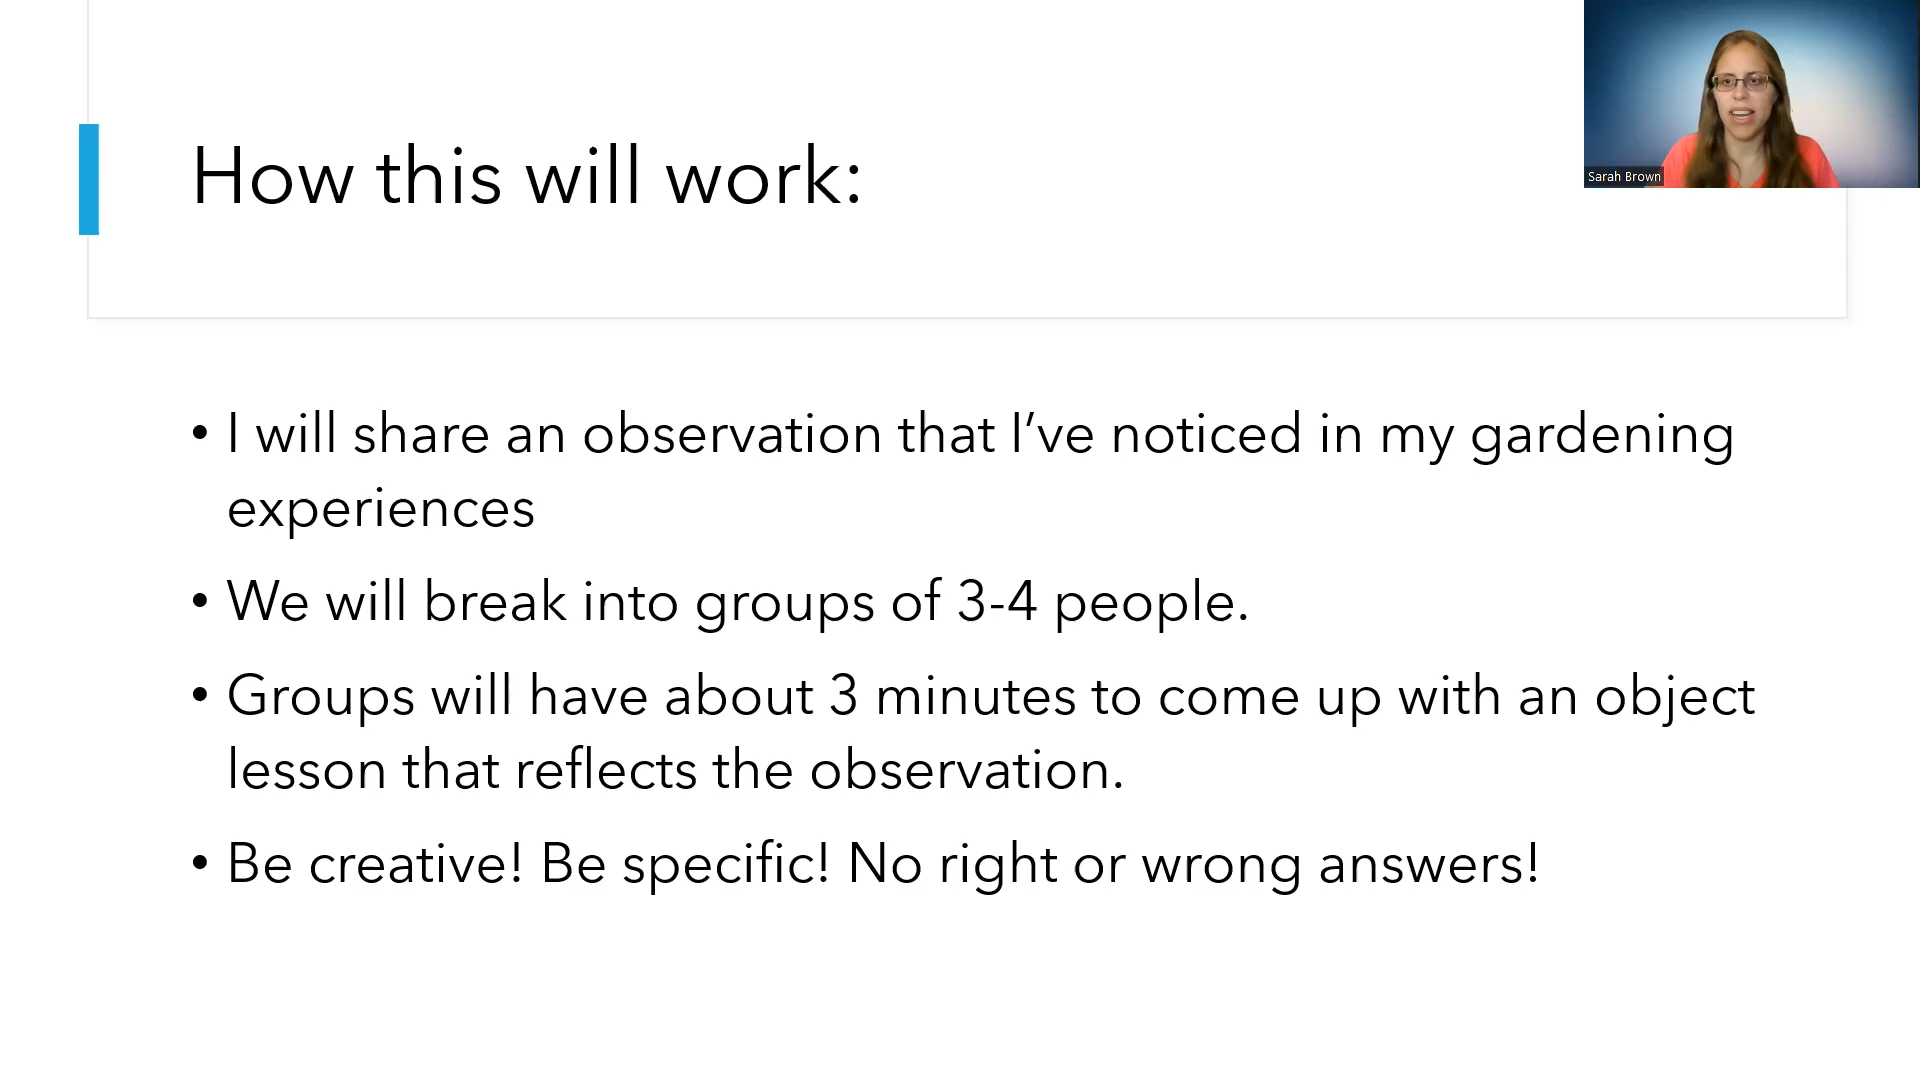 Sarah Brown
How this will work:
• I will share an observation that I’ve noticed in my gardening
experiences
• We will break into groups of 3-4 people.
• Groups will have about 3 minutes to come up with an object
lesson that reflects the observation.
• Be creative! Be specific! No right or wrong answers!